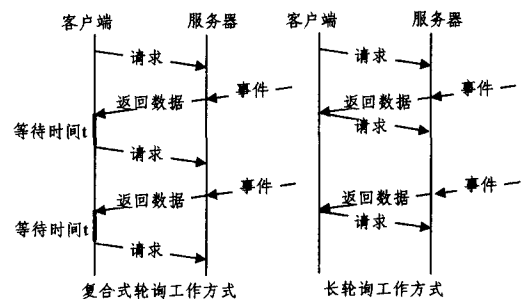 客户端 服务器 客户端 服务器
请求 请求
事件 事件
返回数据 返回数据
等待时间t 请求
请求
事件 事件
返回数据 返回数据
等待时间t 请求
请求
复合式轮询工作方式 长轮询工作方式